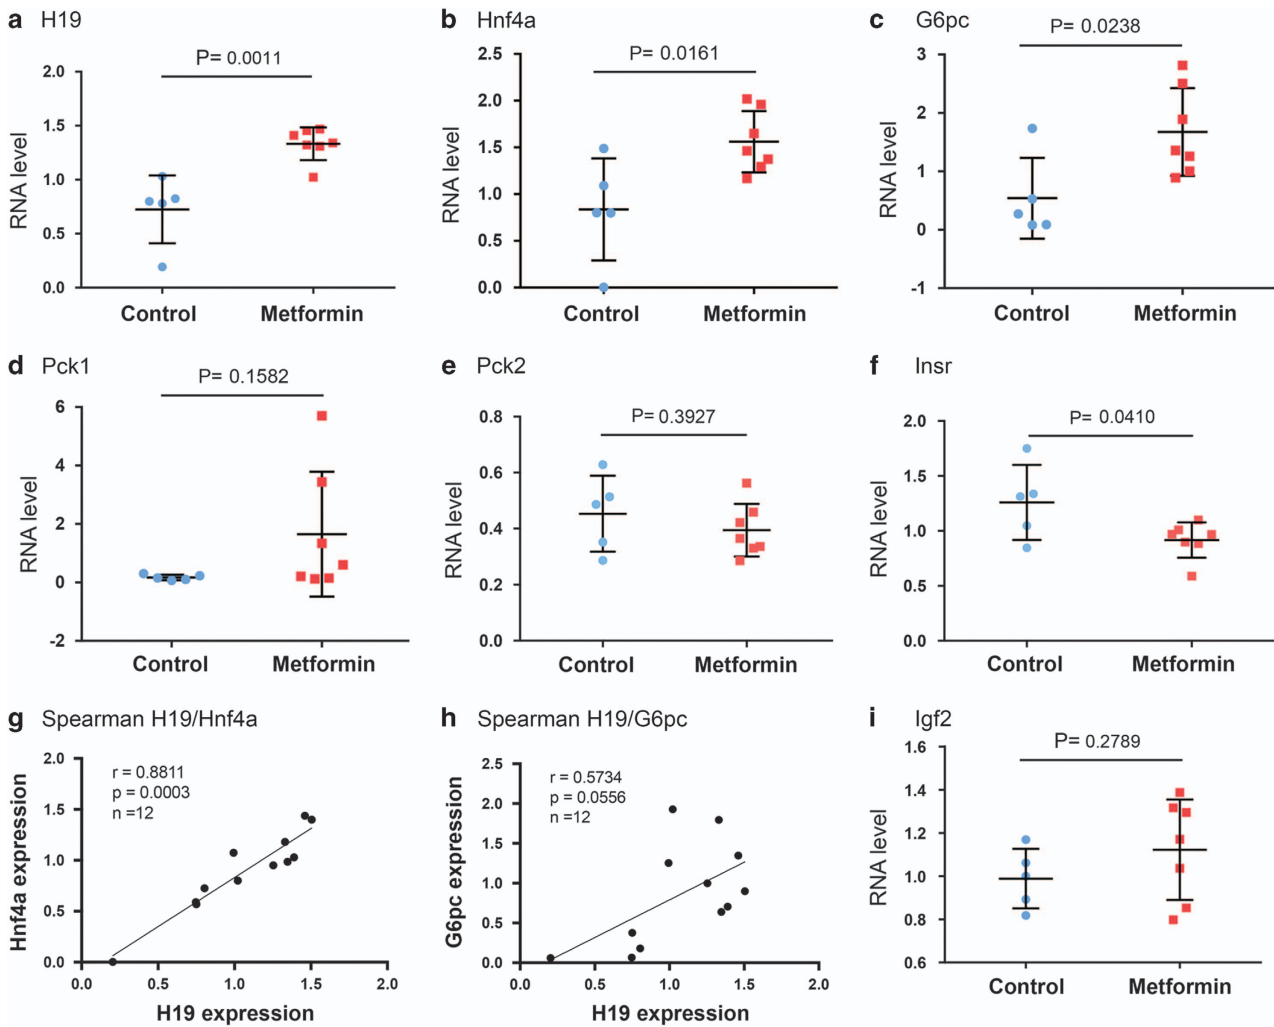 a H19
P= 0.0011
RNA level
2.0
1.5
1.0
0.5
0.0
Control Metformin
b Hnf4a
P= 0.0161
RNA level
2.5
2.0
1.5
1.0
0.5
0.0
Control Metformin
c G6pc
P= 0.0238
RNA level
3
2
1
0
-1
Control Metformin
d Pck1
P= 0.1582
RNA level
6
4
2
0
-2
Control Metformin
e Pck2
P= 0.3927
RNA level
0.8
0.6
0.4
0.2
0.0
Control Metformin
f Insr
P= 0.0410
RNA level
2.0
1.5
1.0
0.5
0.0
Control Metformin
g Spearman H19/Hnf4a
r = 0.8811
p = 0.0003
n =12
Hnf4a expression
2.0
1.5
1.0
0.5
0.0
0.0 0.5 1.0 1.5 2.0
H19 expression
h Spearman H19/G6pc
r = 0.5734
p = 0.0556
n =12
G6pc expression
2.5
2.0
1.5
1.0
0.5
0.0
0.0 0.5 1.0 1.5 2.0
H19 expression
i Igf2
P= 0.2789
RNA level
1.6
1.4
1.2
1.0
0.8
0.6
Control Metformin